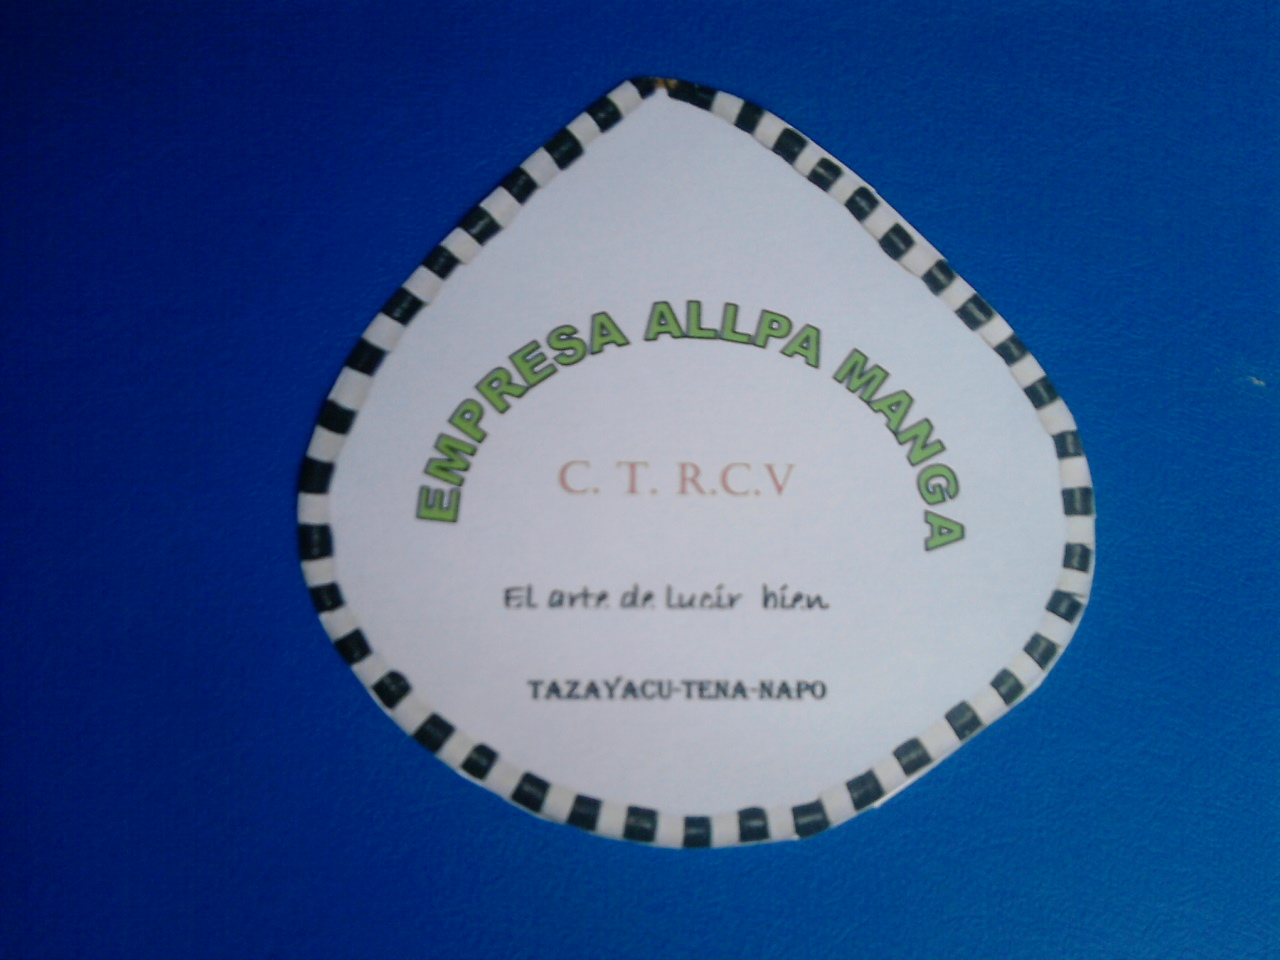 EMPRESA ALLPA MANGA
C. T. R.C.V
El arte de lucir bien
TAZAYACU-TENA-NAPO